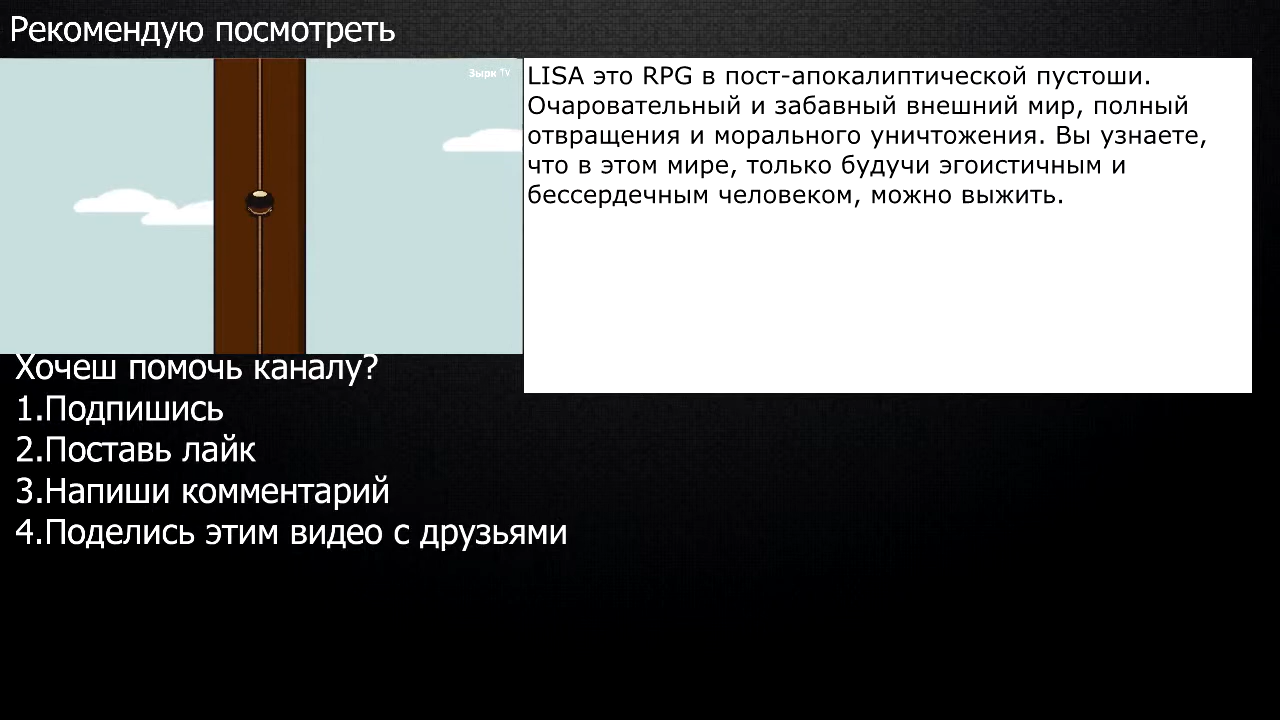 Рекомендую посмотреть
Зырк TV
LISA это RPG в пост-апокалиптической пустоши.
Очаровательный и забавный внешний мир, полный
отвращения и морального уничтожения. Вы узнаете,
что в этом мире, только будучи эгоистичным и
бессердечным человеком, можно выжить.
Хочеш помочь каналу?
1.Подпишись
2.Поставь лайк
3.Напиши комментарий
4.Поделись этим видео с друзьями